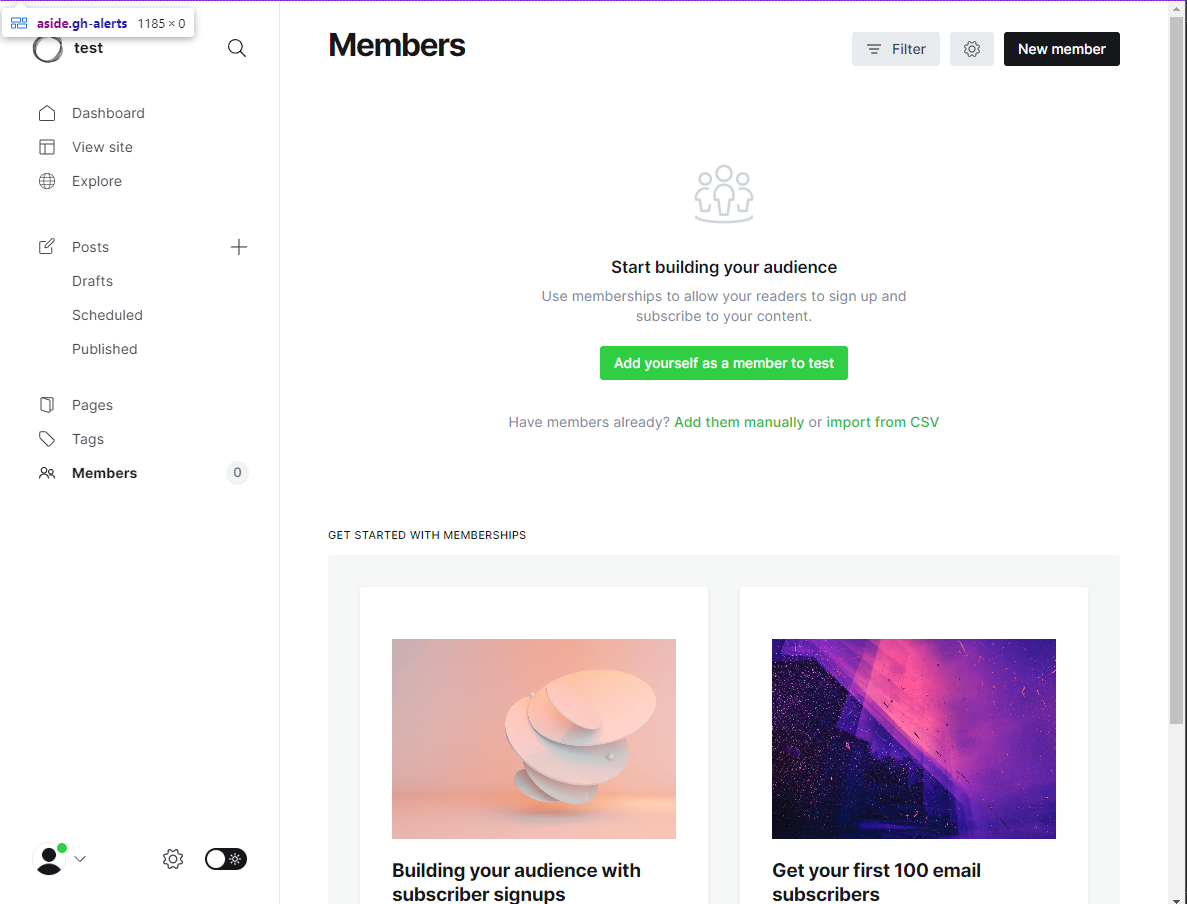 aside.gh-alerts 1185 × 0
test
Dashboard
View site
Explore
Posts
Drafts
Scheduled
Published
Pages
Tags
Members 0
Members
Filter
New member
Start building your audience
Use memberships to allow your readers to sign up and
subscribe to your content.
Add yourself as a member to test
Have members already? Add them manually or import from CSV
GET STARTED WITH MEMBERSHIPS
Building your audience with
subscriber signups
Get your first 100 email
subscribers